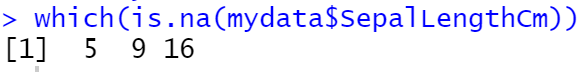 > which(is.na(mydata$SepalLengthCm))
[1]  5  9 16